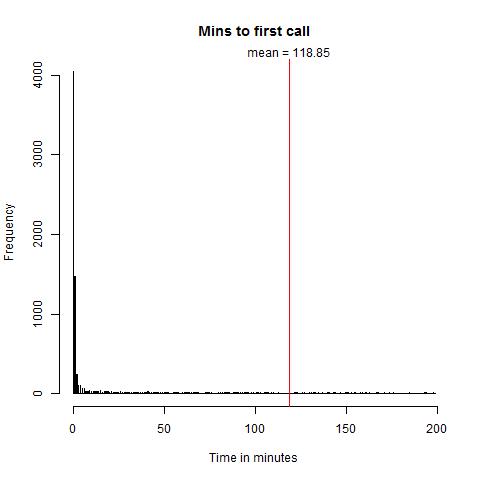 Mins to first call
mean = 118.85
4000
3000
2000
1000
0
Frequency
0 50 100 150 200
Time in minutes